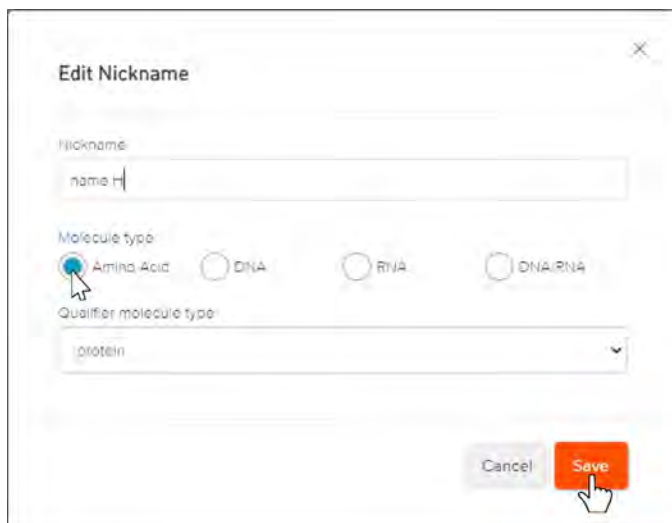 Edit Nickname
Nickname
name H
Molecule type
Amino Acid DNA RNA DNA/RNA
Qualifier molecule type
protein
Cancel Save